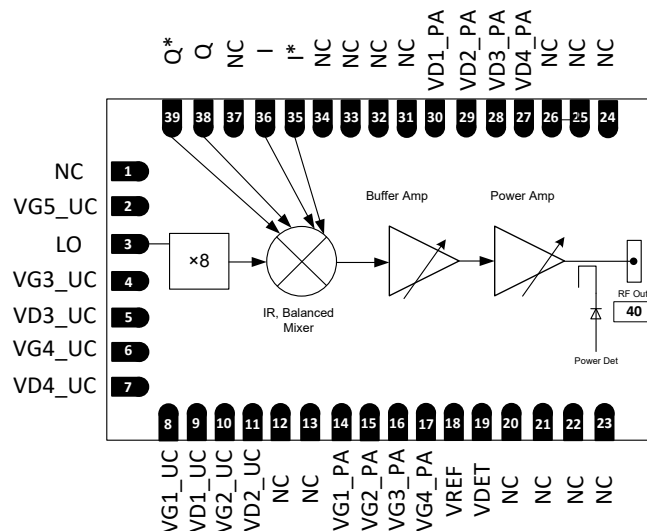 Q*
Q
NC
I
I*
NC
NC
NC
NC
VD1_PA
VD2_PA
VD3_PA
VD4_PA
NC
NC
NC
39
38
37
36
35
34
33
32
31
30
29
28
27
26
25
24
NC 1
VG5_UC 2
LO 3
VG3_UC 4
VD3_UC 5
VG4_UC 6
VD4_UC 7
×8
IR, Balanced
Mixer
Buffer Amp
Power Amp
RF Out
40
Power Det
8
9
10
11
12
13
14
15
16
17
18
19
20
21
22
23
VG1_UC
VD1_UC
VG2_UC
VD2_UC
NC
NC
VG1_PA
VG2_PA
VG3_PA
VG4_PA
VREF
VDET
NC
NC
NC
NC